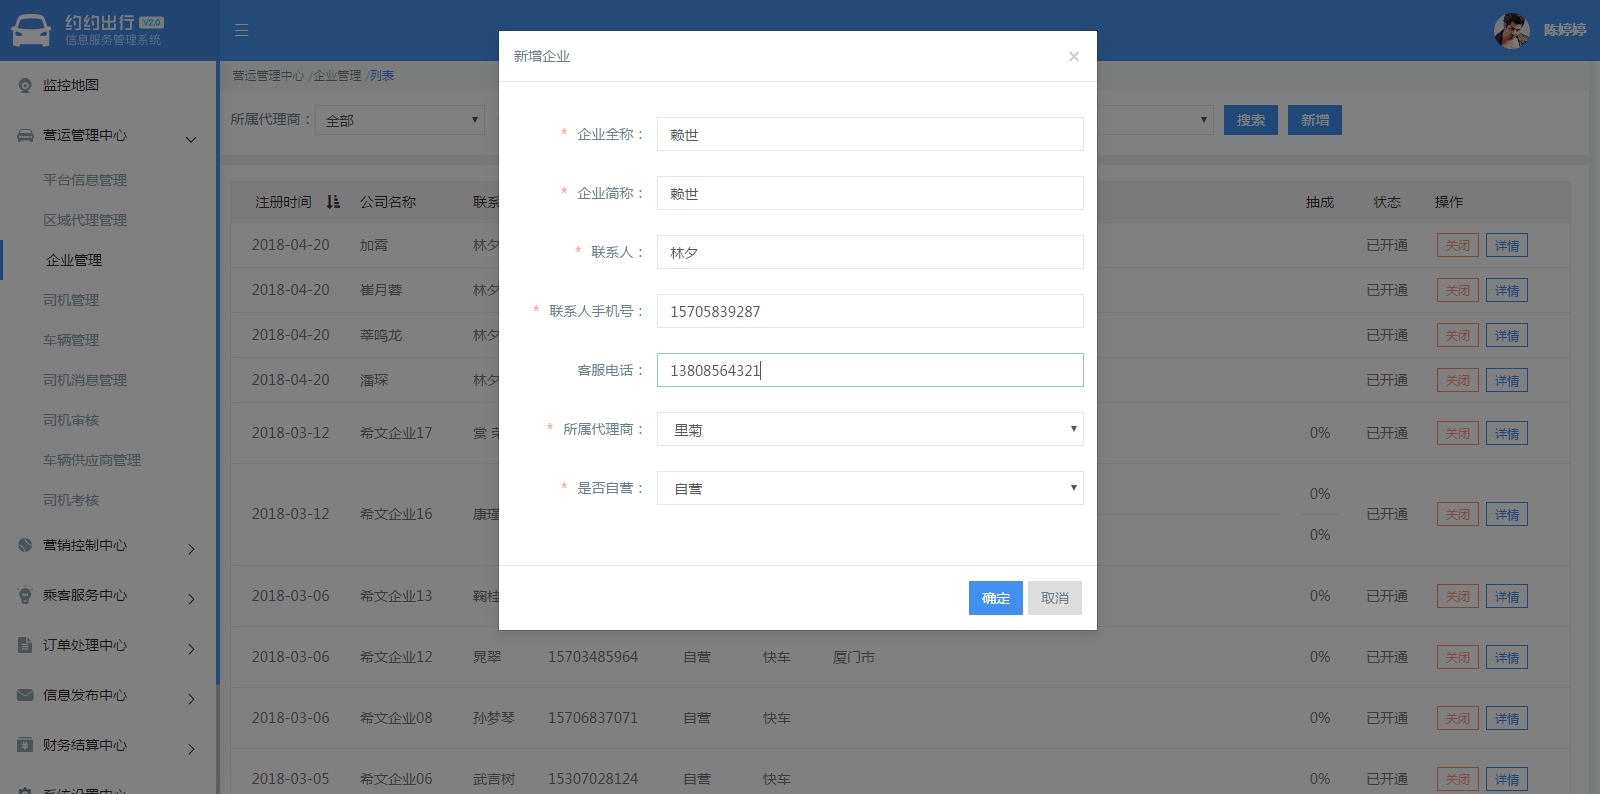 约约出行 V2.0
信息服务管理系统
陈婷婷
监控地图
营运管理中心
平台信息管理
区域代理管理
企业管理
司机管理
车辆管理
司机消息管理
司机审核
车辆供应商管理
司机考核
营销控制中心
乘客服务中心
订单处理中心
信息发布中心
财务结算中心
系统设置中心
营运管理中心 /企业管理 /列表
所属代理商： 全部 搜索 新增
注册时间 公司名称 联系 抽成 状态 操作
2018-04-20 加霄 林夕 已开通 关闭 详情
2018-04-20 崔月蓉 林夕 已开通 关闭 详情
2018-04-20 莘鸣龙 林夕 已开通 关闭 详情
2018-04-20 潘琛 林夕 已开通 关闭 详情
2018-03-12 希文企业17 0% 已开通 关闭 详情
2018-03-12 希文企业16 康瑾 0% 0% 已开通 关闭 详情
2018-03-06 希文企业13 鞠桂 0% 已开通 关闭 详情
2018-03-06 希文企业12 晁翠 15703485964 自营 快车 厦门市 0% 已开通 关闭 详情
2018-03-06 希文企业08 孙梦琴 15706837071 自营 快车 0% 已开通 关闭 详情
2018-03-05 希文企业06 武言树 15307028124 自营 快车 0% 已开通 关闭 详情
新增企业 ×
* 企业全称： 赖世
* 企业简称： 赖世
* 联系人： 林夕
* 联系人手机号： 15705839287
客服电话： 13808564321
* 所属代理商： 里菊
* 是否自营： 自营
确定 取消